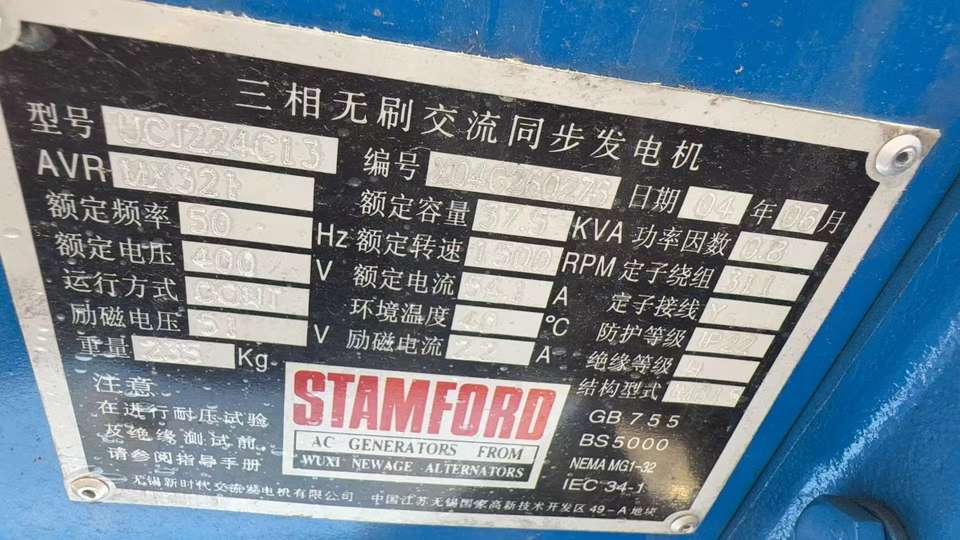 三相无刷交流同步发电机
型号 UCJ224C13
AVR MX321 编号 X04G260275 日期 04 年 06 月
额定频率 50 Hz 额定容量 37.5 KVA 功率因数 0.8
额定电压 400 V 额定转速 1500 RPM 定子绕组 311
运行方式 CONT 额定电流 54.1 A 定子接线 Y
励磁电压 51 V 环境温度 40 ℃ 防护等级
重量 235 Kg 励磁电流 A 绝缘等级 H
结构型式
注意
在进行耐压试验
及绝缘测试前
请参阅指导手册
STAMFORD
AC GENERATORS FROM
WUXI NEWAGE ALTERNATORS
GB755
BS5000
NEMA MG1-32
IEC 34-1
无锡新时代交流发电机有限公司 中国江苏无锡国家高新技术开发区49-A地块